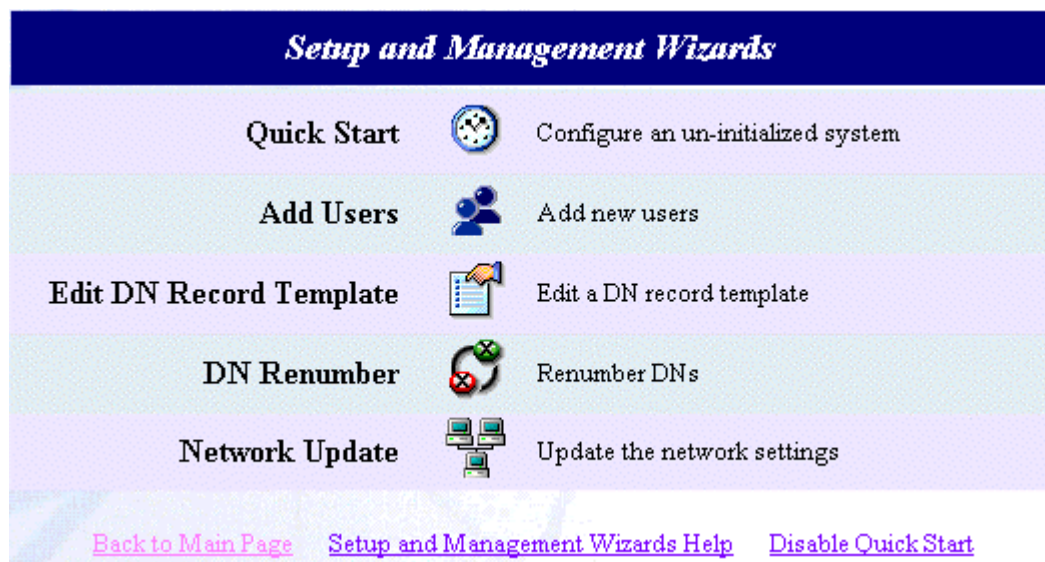 Setup and Management Wizards
Quick Start Configure an un-initialized system
Add Users Add new users
Edit DN Record Template Edit a DN record template
DN Renumber Renumber DNs
Network Update Update the network settings
Back to Main Page Setup and Management Wizards Help Disable Quick Start